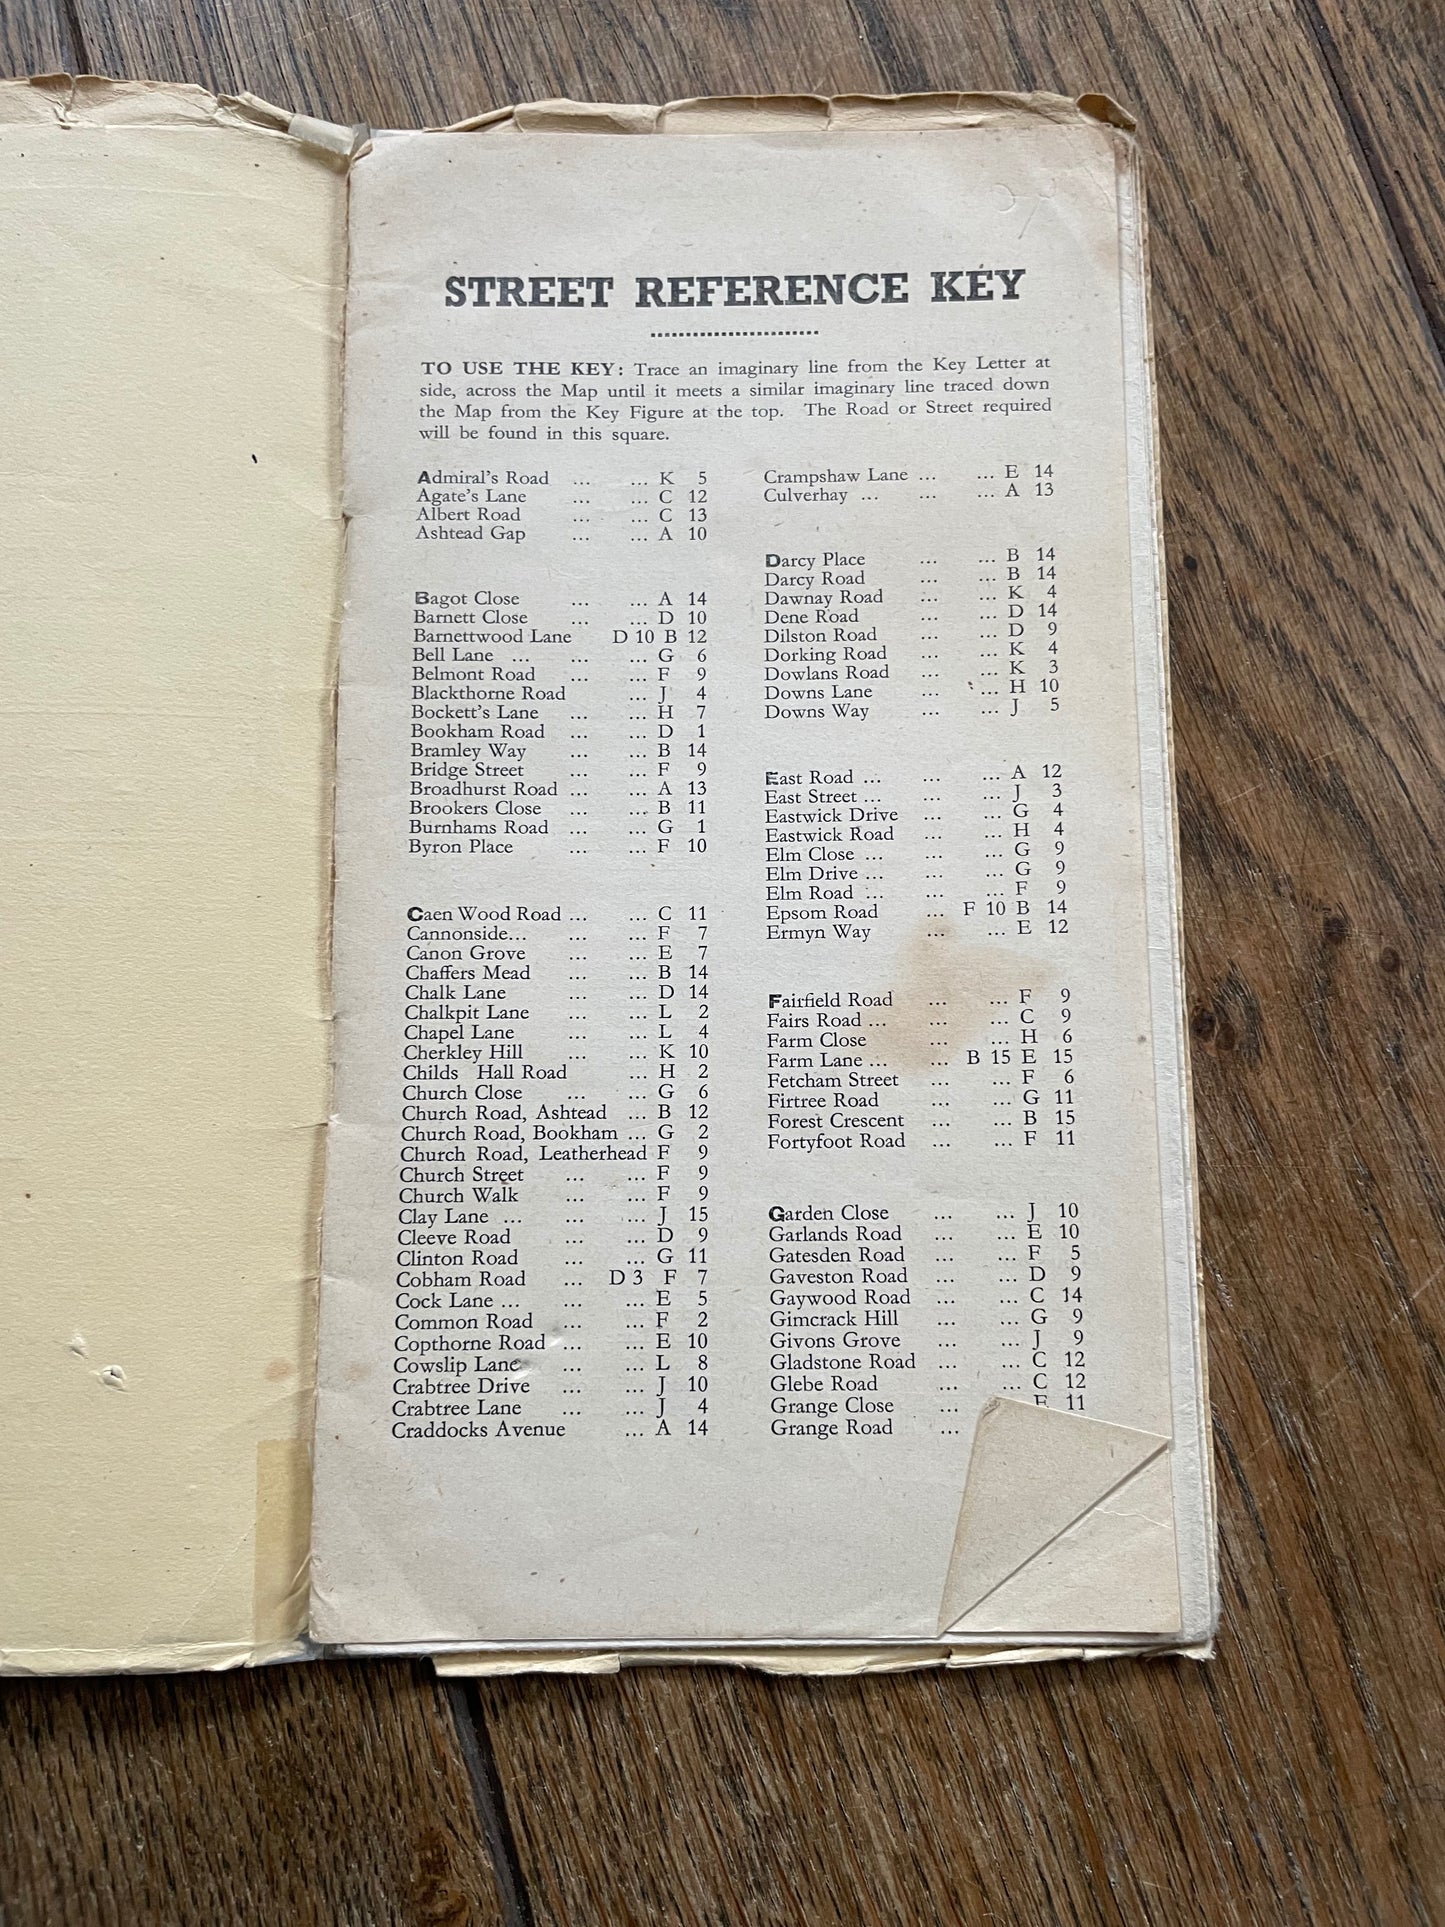 STREET REFERENCE KEY
TO USE THE KEY: Trace an imaginary line from the Key Letter at
side, across the Map until it meets a similar imaginary line traced down
the Map from the Key Figure at the top. The Road or Street required
will be found in this square.
Admiral's Road ... ... K 5
Agate's Lane ... ... C 12
Albert Road ... ... C 13
Ashtead Gap ... ... A 10
Bagot Close ... ... A 14
Barnett Close ... ... D 10
Barnettwood Lane D 10 B 12
Bell Lane ... ... ... G 6
Belmont Road ... ... F 9
Blackthorne Road ... J 4
Bockett's Lane ... ... H 7
Bookham Road ... ... D 1
Bramley Way ... ... B 14
Bridge Street ... ... F 9
Broadhurst Road ... ... A 13
Brookers Close ... ... B 11
Burnhams Road ... ... G 1
Byron Place ... ... F 10
Caen Wood Road ... ... C 11
Cannonside... ... ... F 7
Canon Grove ... ... E 7
Chaffers Mead ... ... B 14
Chalk Lane ... ... D 14
Chalkpit Lane ... ... L 2
Chapel Lane ... ... L 4
Cherkley Hill ... ... K 10
Childs Hall Road ... H 2
Church Close ... ... G 6
Church Road, Ashtead ... B 12
Church Road, Bookham ... G 2
Church Road, Leatherhead F 9
Church Street ... ... F 9
Church Walk ... ... F 9
Clay Lane ... ... ... J 15
Cleeve Road ... ... D 9
Clinton Road ... ... G 11
Cobham Road ... D 3 F 7
Cock Lane ... ... ... E 5
Common Road ... ... F 2
Copthorne Road ... ... E 10
Cowslip Lane ... ... L 8
Crabtree Drive ... ... J 10
Crabtree Lane ... ... J 4
Craddocks Avenue ... A 14
Crampshaw Lane ... ... E 14
Culverhay ... ... ... A 13
Darcy Place ... ... B 14
Darcy Road ... ... B 14
Dawnay Road ... ... K 4
Dene Road ... ... D 14
Dilston Road ... ... D 9
Dorking Road ... ... K 4
Dowlans Road ... ... K 3
Downs Lane ... ... H 10
Downs Way ... ... J 5
East Road ... ... ... A 12
East Street ... ... ... J 3
Eastwick Drive ... ... G 4
Eastwick Road ... ... H 4
Elm Close ... ... ... G 9
Elm Drive ... ... ... G 9
Elm Road ... ... ... F 9
Epsom Road ... F 10 B 14
Ermyn Way ... ... E 12
Fairfield Road ... ... F 9
Fairs Road ... ... ... C 9
Farm Close ... ... H 6
Farm Lane ... ... B 15 E 15
Fetcham Street ... ... F 6
Firtree Road ... ... G 11
Forest Crescent ... ... B 15
Fortyfoot Road ... ... F 11
Garden Close ... ... J 10
Garlands Road ... ... E 10
Gatesden Road ... ... F 5
Gaveston Road ... ... D 9
Gaywood Road ... ... C 14
Gimcrack Hill ... ... G 9
Givons Grove ... ... J 9
Gladstone Road ... ... C 12
Glebe Road ... ... C 12
Grange Close ... 11
Grange Road ...